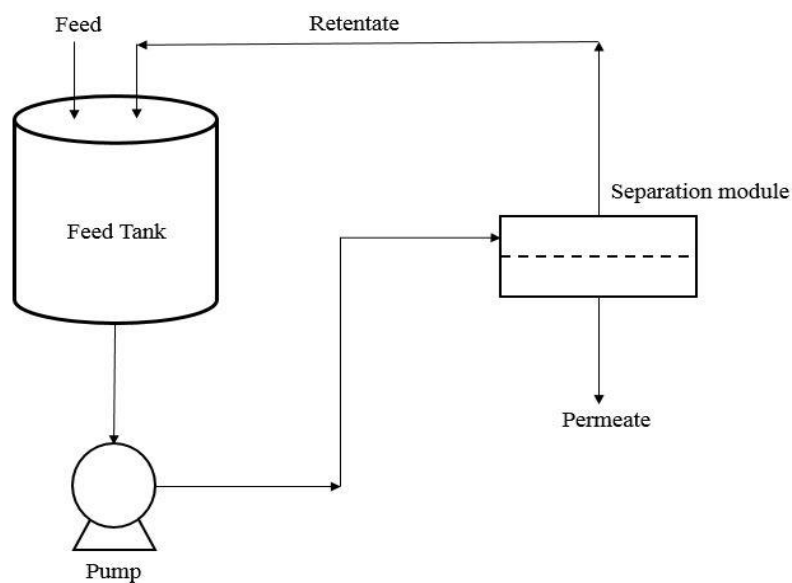 Feed
Retentate
Separation module
Feed Tank
Permeate
Pump